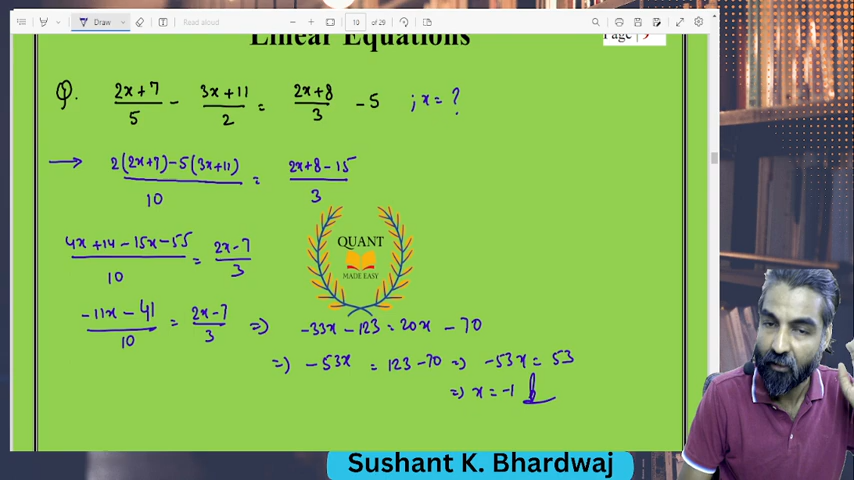 Draw
Read aloud
10 of 29
Linear Equations
Page | 9
Q. (2x+7)/5 - (3x+11)/2 = (2x+8)/3 - 5 ; x = ?
→ (2(2x+7)-5(3x+11))/10 = (2x+8-15)/3
(4x+14-15x-55)/10 = (2x-7)/3
QUANT
MADE EASY
(-11x-41)/10 = (2x-7)/3 => -33x-123 = 20x-70
=> -53x = 123-70 => -53x = 53
=> x = -1
Sushant K. Bhardwaj